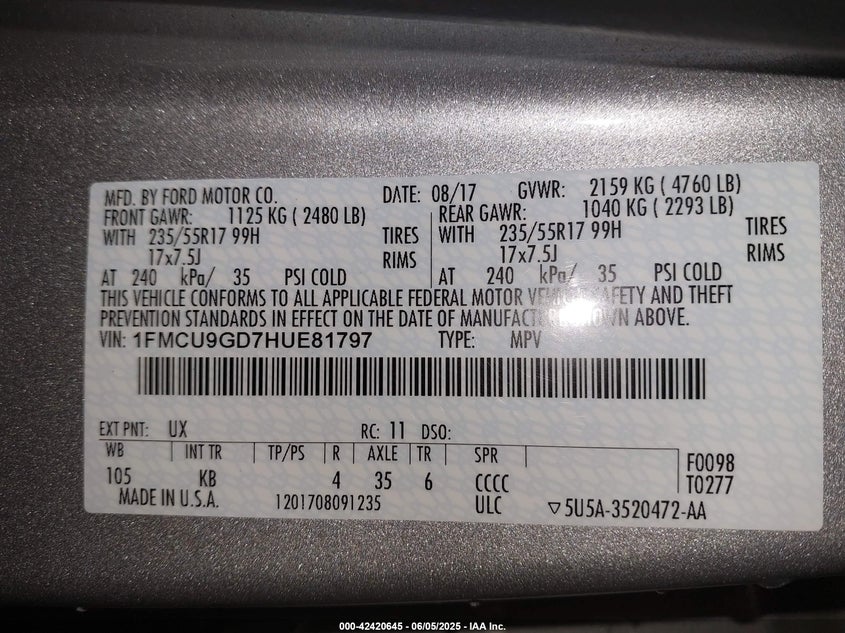 MFD. BY FORD MOTOR CO. DATE: 08/17 GVWR: 2159 KG ( 4760 LB)
FRONT GAWR: 1125 KG ( 2480 LB) REAR GAWR: 1040 KG ( 2293 LB)
WITH 235/55R17 99H TIRES WITH 235/55R17 99H TIRES
17x7.5J RIMS 17x7.5J RIMS
AT 240 kPa/ 35 PSI COLD AT 240 kPa/ 35 PSI COLD
THIS VEHICLE CONFORMS TO ALL APPLICABLE FEDERAL MOTOR VEHICLE SAFETY AND THEFT
PREVENTION STANDARDS IN EFFECT ON THE DATE OF MANUFACTURE SHOWN ABOVE.
VIN: 1FMCU9GD7HUE81797 TYPE: MPV
EXT PNT: UX RC: 11 DSO:
WB INT TR TP/PS R AXLE TR SPR F0098
105 KB 4 35 6 CCCC T0277
MADE IN U.S.A. 1201708091235 ULC ▽5U5A-3520472-AA
000-42420645 - 06/05/2025 - IAA Inc.